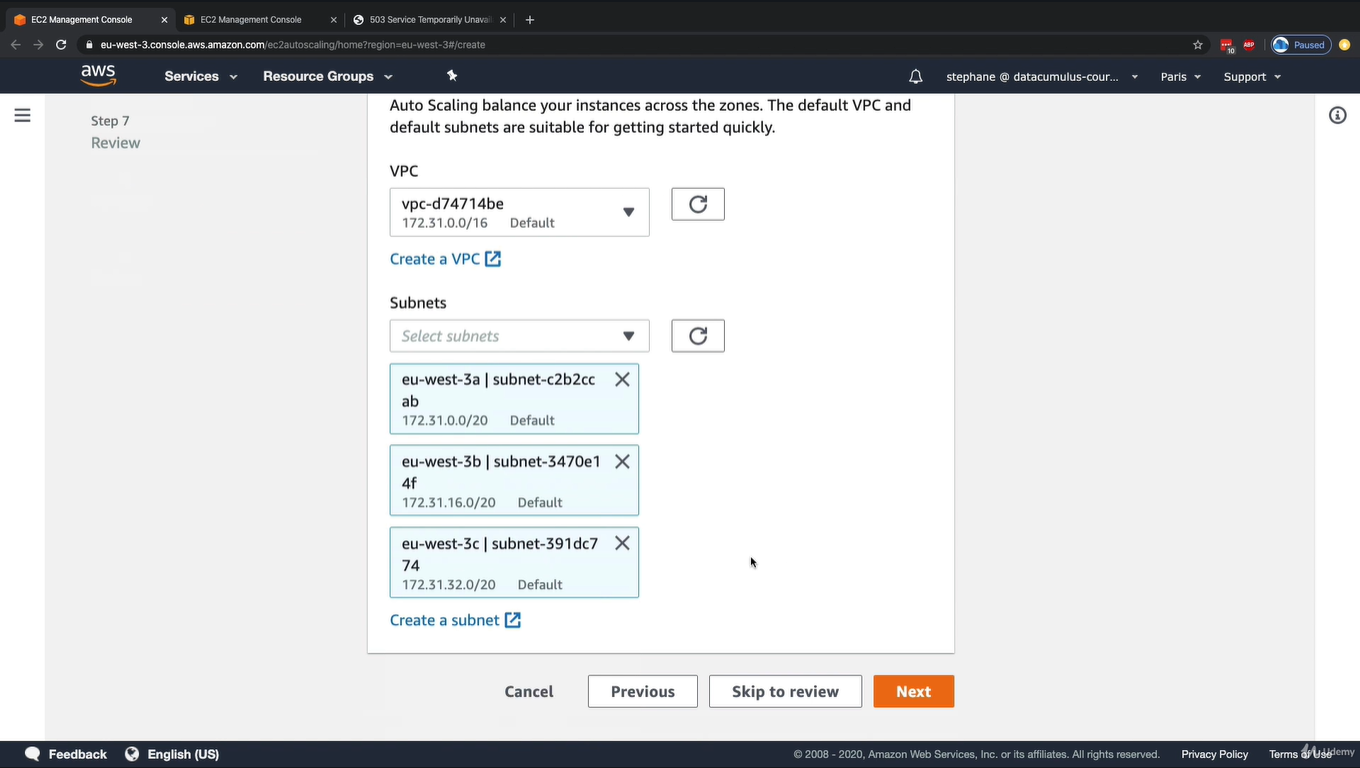 EC2 Management Console
EC2 Management Console
503 Service Temporarily Unavai
eu-west-3.console.aws.amazon.com/ec2autoscaling/home?region=eu-west-3#/create
10
ABP
Paused
aws
Services
Resource Groups
stephane @ datacumulus-cour...
Paris
Support
Step 7
Review
Auto Scaling balance your instances across the zones. The default VPC and
default subnets are suitable for getting started quickly.
VPC
vpc-d74714be
172.31.0.0/16 Default
Create a VPC
Subnets
Select subnets
eu-west-3a | subnet-c2b2cc
ab
172.31.0.0/20 Default
eu-west-3b | subnet-3470e1
4f
172.31.16.0/20 Default
eu-west-3c | subnet-391dc7
74
172.31.32.0/20 Default
Create a subnet
Cancel
Previous
Skip to review
Next
Feedback
English (US)
© 2008 - 2020, Amazon Web Services, Inc. or its affiliates. All rights reserved.
Privacy Policy
Terms of Use
Udemy